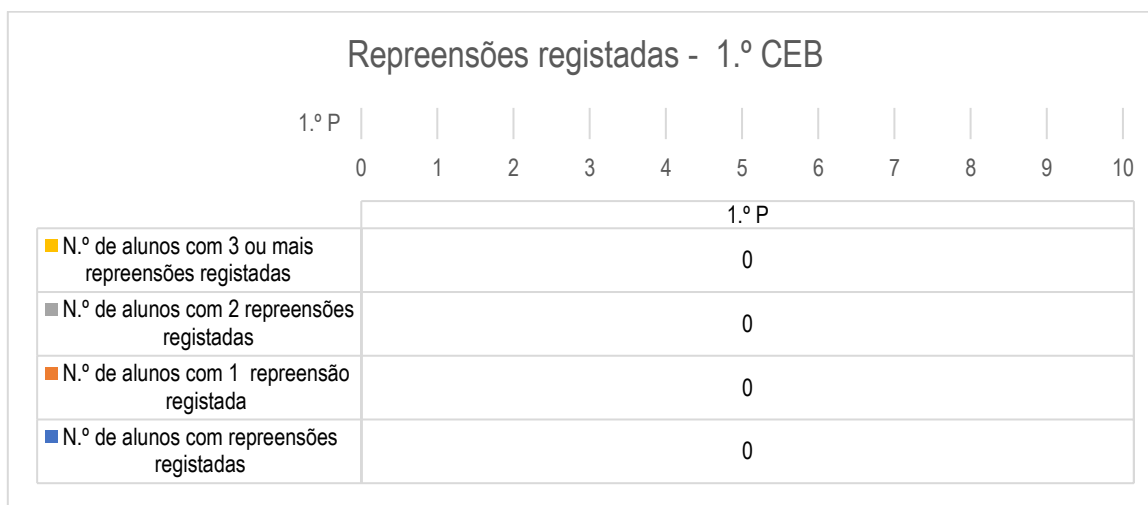 Repreensões registadas - 1.º CEB
1.º P
0 1 2 3 4 5 6 7 8 9 10
1.º P
N.º de alunos com 3 ou mais
repreensões registadas
0
N.º de alunos com 2 repreensões
registadas
0
N.º de alunos com 1 repreensão
registada
0
N.º de alunos com repreensões
registadas
0